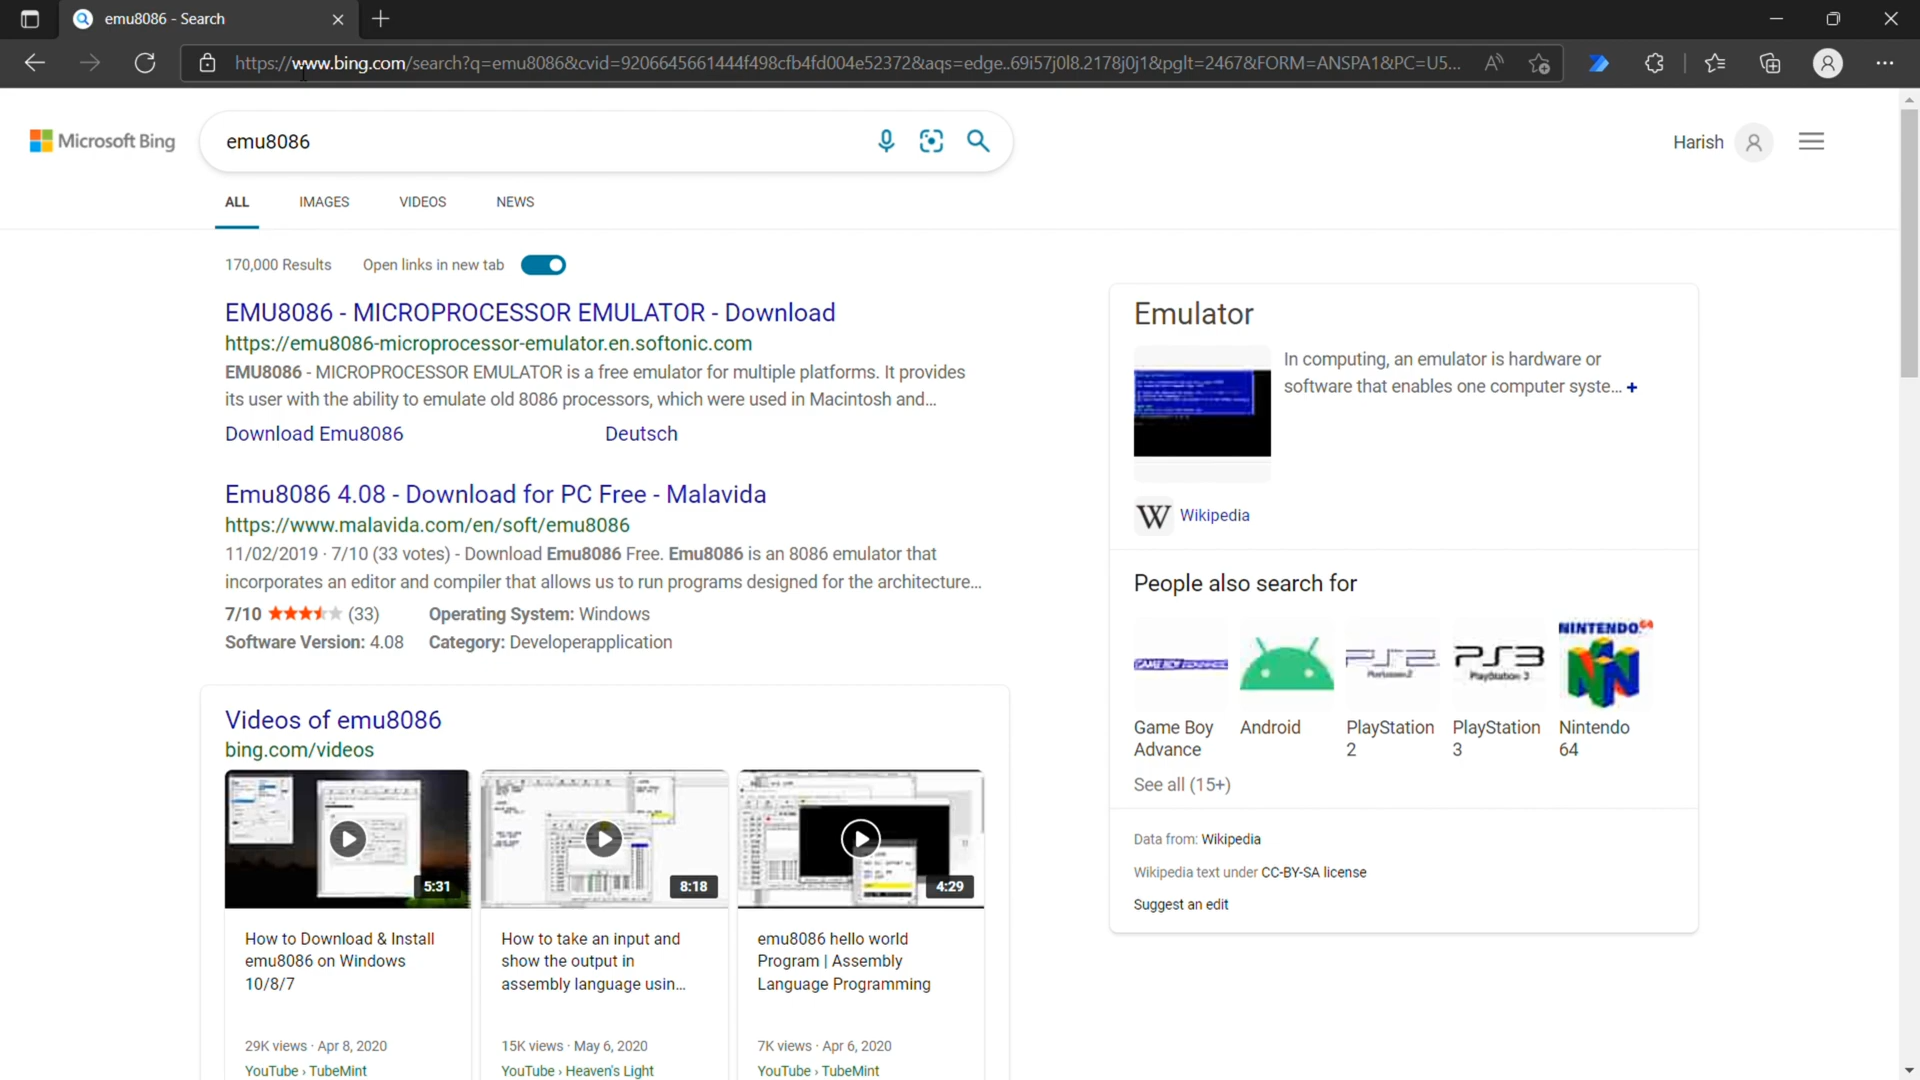 emu8086 - Search
https://www.bing.com/search?q=emu8086&cvid=9206645661444f498cfb4fd004e52372&aqs=edge..69i57j0l8.2178j0j1&pglt=2467&FORM=ANSPA1&PC=U5...
Microsoft Bing
emu8086
Harish
ALL IMAGES VIDEOS NEWS
170,000 Results Open links in new tab
EMU8086 - MICROPROCESSOR EMULATOR - Download
https://emu8086-microprocessor-emulator.en.softonic.com
EMU8086 - MICROPROCESSOR EMULATOR is a free emulator for multiple platforms. It provides
its user with the ability to emulate old 8086 processors, which were used in Macintosh and...
Download Emu8086 Deutsch
Emu8086 4.08 - Download for PC Free - Malavida
https://www.malavida.com/en/soft/emu8086
11/02/2019 · 7/10 (33 votes) - Download Emu8086 Free. Emu8086 is an 8086 emulator that
incorporates an editor and compiler that allows us to run programs designed for the architecture...
7/10 (33) Operating System: Windows
Software Version: 4.08 Category: Developerapplication
Videos of emu8086
bing.com/videos
5:31
8:18
4:29
How to Download & Install
emu8086 on Windows
10/8/7
29K views · Apr 8, 2020
YouTube › TubeMint
How to take an input and
show the output in
assembly language usin...
15K views · May 6, 2020
YouTube › Heaven's Light
emu8086 hello world
Program | Assembly
Language Programming
7K views · Apr 6, 2020
YouTube › TubeMint
Emulator
In computing, an emulator is hardware or
software that enables one computer syste... +
W Wikipedia
People also search for
GAME BOY ADVANCE
PS2
PlayStation 2
PS3
PlayStation 3
NINTENDO 64
Game Boy
Advance
Android
PlayStation
2
PlayStation
3
Nintendo
64
See all (15+)
Data from: Wikipedia
Wikipedia text under CC-BY-SA license
Suggest an edit